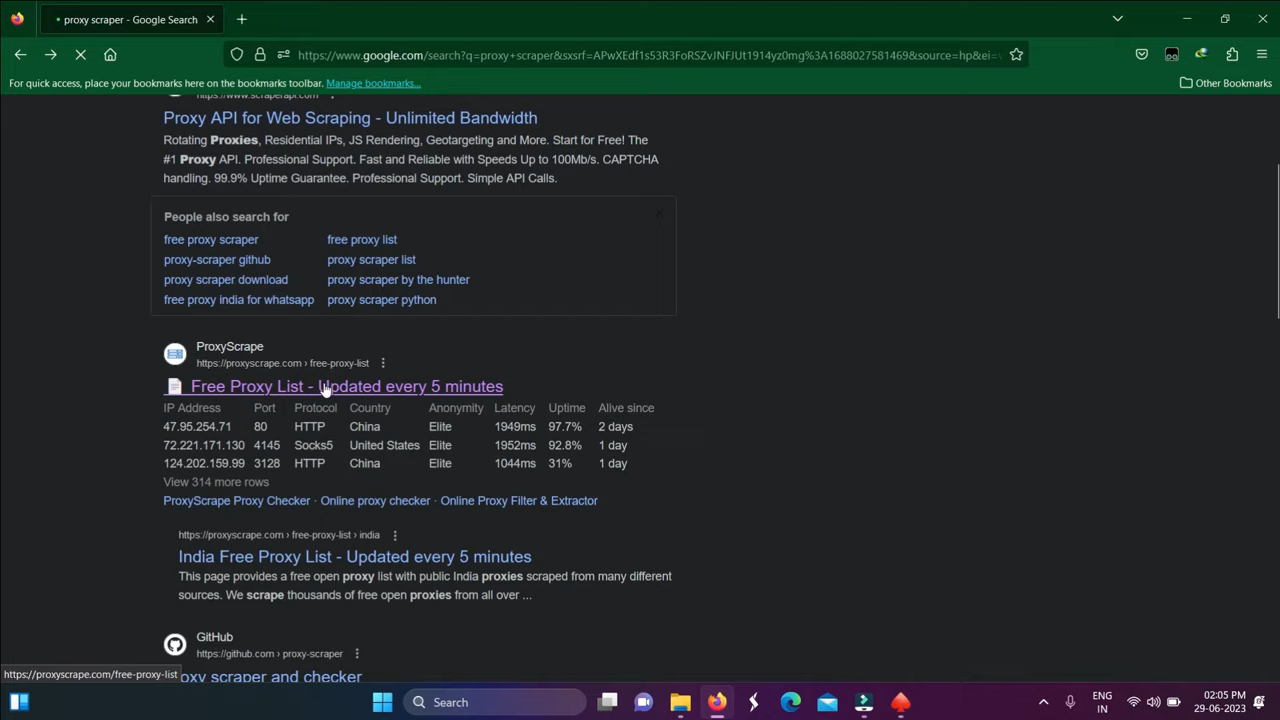 proxy scraper - Google Search
https://www.google.com/search?q=proxy+scraper&sxsrf=APwXEdf1s53R3FoRSZvJNFJUt1914yz0mg%3A1688027581469&source=hp&ei=
For quick access, place your bookmarks here on the bookmarks toolbar. Manage bookmarks...
Other Bookmarks
https://www.scraperapi.com
Proxy API for Web Scraping - Unlimited Bandwidth
Rotating Proxies, Residential IPs, JS Rendering, Geotargeting and More. Start for Free! The
#1 Proxy API. Professional Support. Fast and Reliable with Speeds Up to 100Mb/s. CAPTCHA
handling. 99.9% Uptime Guarantee. Professional Support. Simple API Calls.
People also search for
free proxy scraper free proxy list
proxy-scraper github proxy scraper list
proxy scraper download proxy scraper by the hunter
free proxy india for whatsapp proxy scraper python
ProxyScrape
https://proxyscrape.com › free-proxy-list
Free Proxy List - Updated every 5 minutes
IP Address Port Protocol Country Anonymity Latency Uptime Alive since
47.95.254.71 80 HTTP China Elite 1949ms 97.7% 2 days
72.221.171.130 4145 Socks5 United States Elite 1952ms 92.8% 1 day
124.202.159.99 3128 HTTP China Elite 1044ms 31% 1 day
View 314 more rows
ProxyScrape Proxy Checker · Online proxy checker · Online Proxy Filter & Extractor
https://proxyscrape.com › free-proxy-list › india
India Free Proxy List - Updated every 5 minutes
This page provides a free open proxy list with public India proxies scraped from many different
sources. We scrape thousands of free open proxies from all over ...
GitHub
https://github.com › proxy-scraper
oxy scraper and checker
https://proxyscrape.com/free-proxy-list
Search
ENG
IN
02:05 PM
29-06-2023